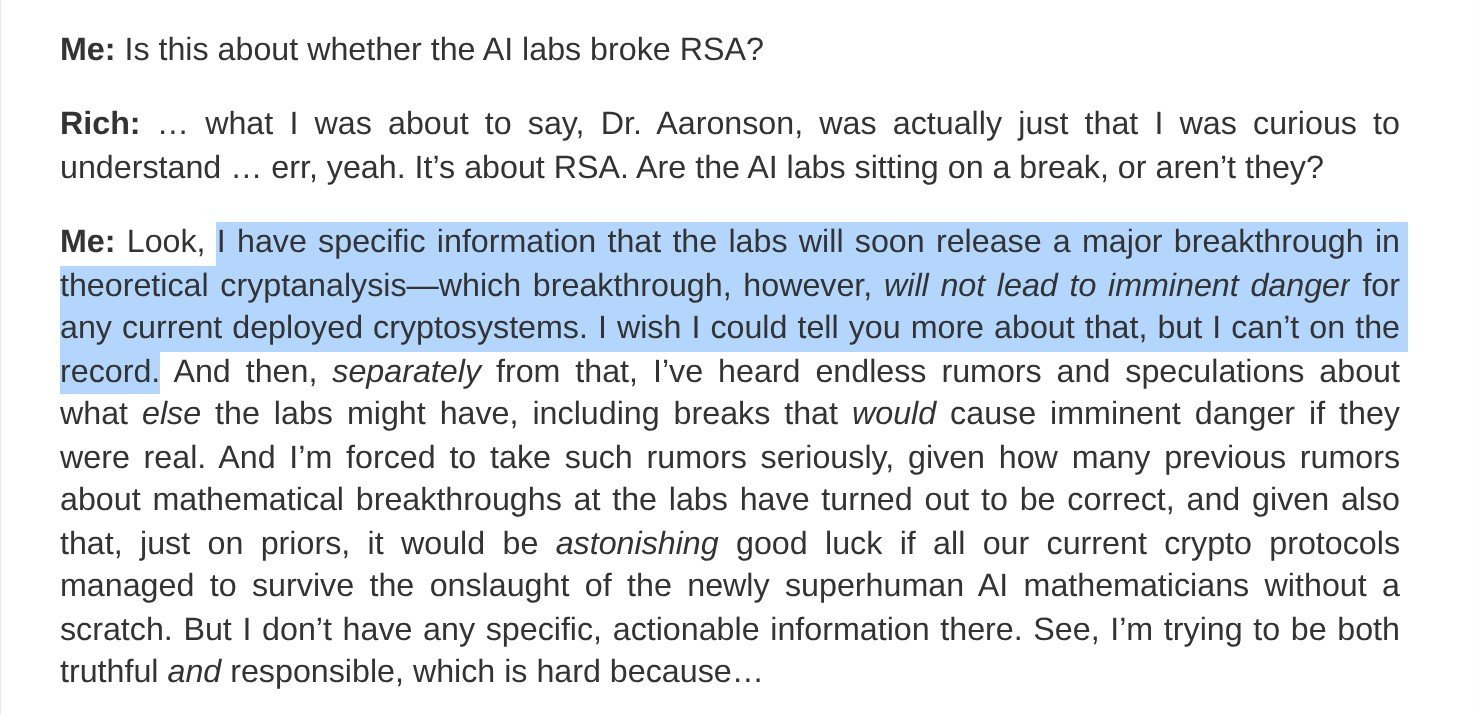 Me: Is this about whether the AI labs broke RSA?
Rich: … what I was about to say, Dr. Aaronson, was actually just that I was curious to
understand … err, yeah. It’s about RSA. Are the AI labs sitting on a break, or aren’t they?
Me: Look, I have specific information that the labs will soon release a major breakthrough in
theoretical cryptanalysis—which breakthrough, however, will not lead to imminent danger for
any current deployed cryptosystems. I wish I could tell you more about that, but I can’t on the
record. And then, separately from that, I’ve heard endless rumors and speculations about
what else the labs might have, including breaks that would cause imminent danger if they
were real. And I’m forced to take such rumors seriously, given how many previous rumors
about mathematical breakthroughs at the labs have turned out to be correct, and given also
that, just on priors, it would be astonishing good luck if all our current crypto protocols
managed to survive the onslaught of the newly superhuman AI mathematicians without a
scratch. But I don’t have any specific, actionable information there. See, I’m trying to be both
truthful and responsible, which is hard because…